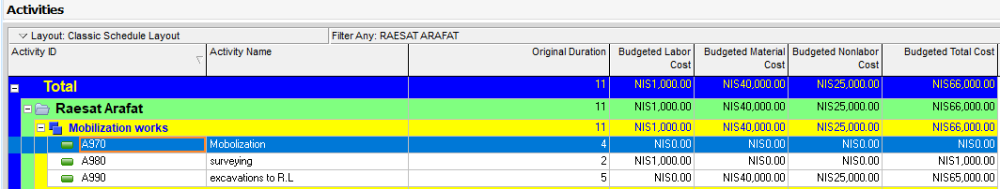 Activities
Layout: Classic Schedule Layout Filter Any: RAESAT ARAFAT
Activity ID Activity Name Original Duration Budgeted Labor Cost Budgeted Material Cost Budgeted Nonlabor Cost Budgeted Total Cost
Total 11 NIS1,000.00 NIS40,000.00 NIS25,000.00 NIS66,000.00
Raesat Arafat 11 NIS1,000.00 NIS40,000.00 NIS25,000.00 NIS66,000.00
Mobilization works 11 NIS1,000.00 NIS40,000.00 NIS25,000.00 NIS66,000.00
A970 Mobolization 4 NIS0.00 NIS0.00 NIS0.00 NIS0.00
A980 surveying 2 NIS1,000.00 NIS0.00 NIS0.00 NIS1,000.00
A990 excavations to R.L 5 NIS0.00 NIS40,000.00 NIS25,000.00 NIS65,000.00